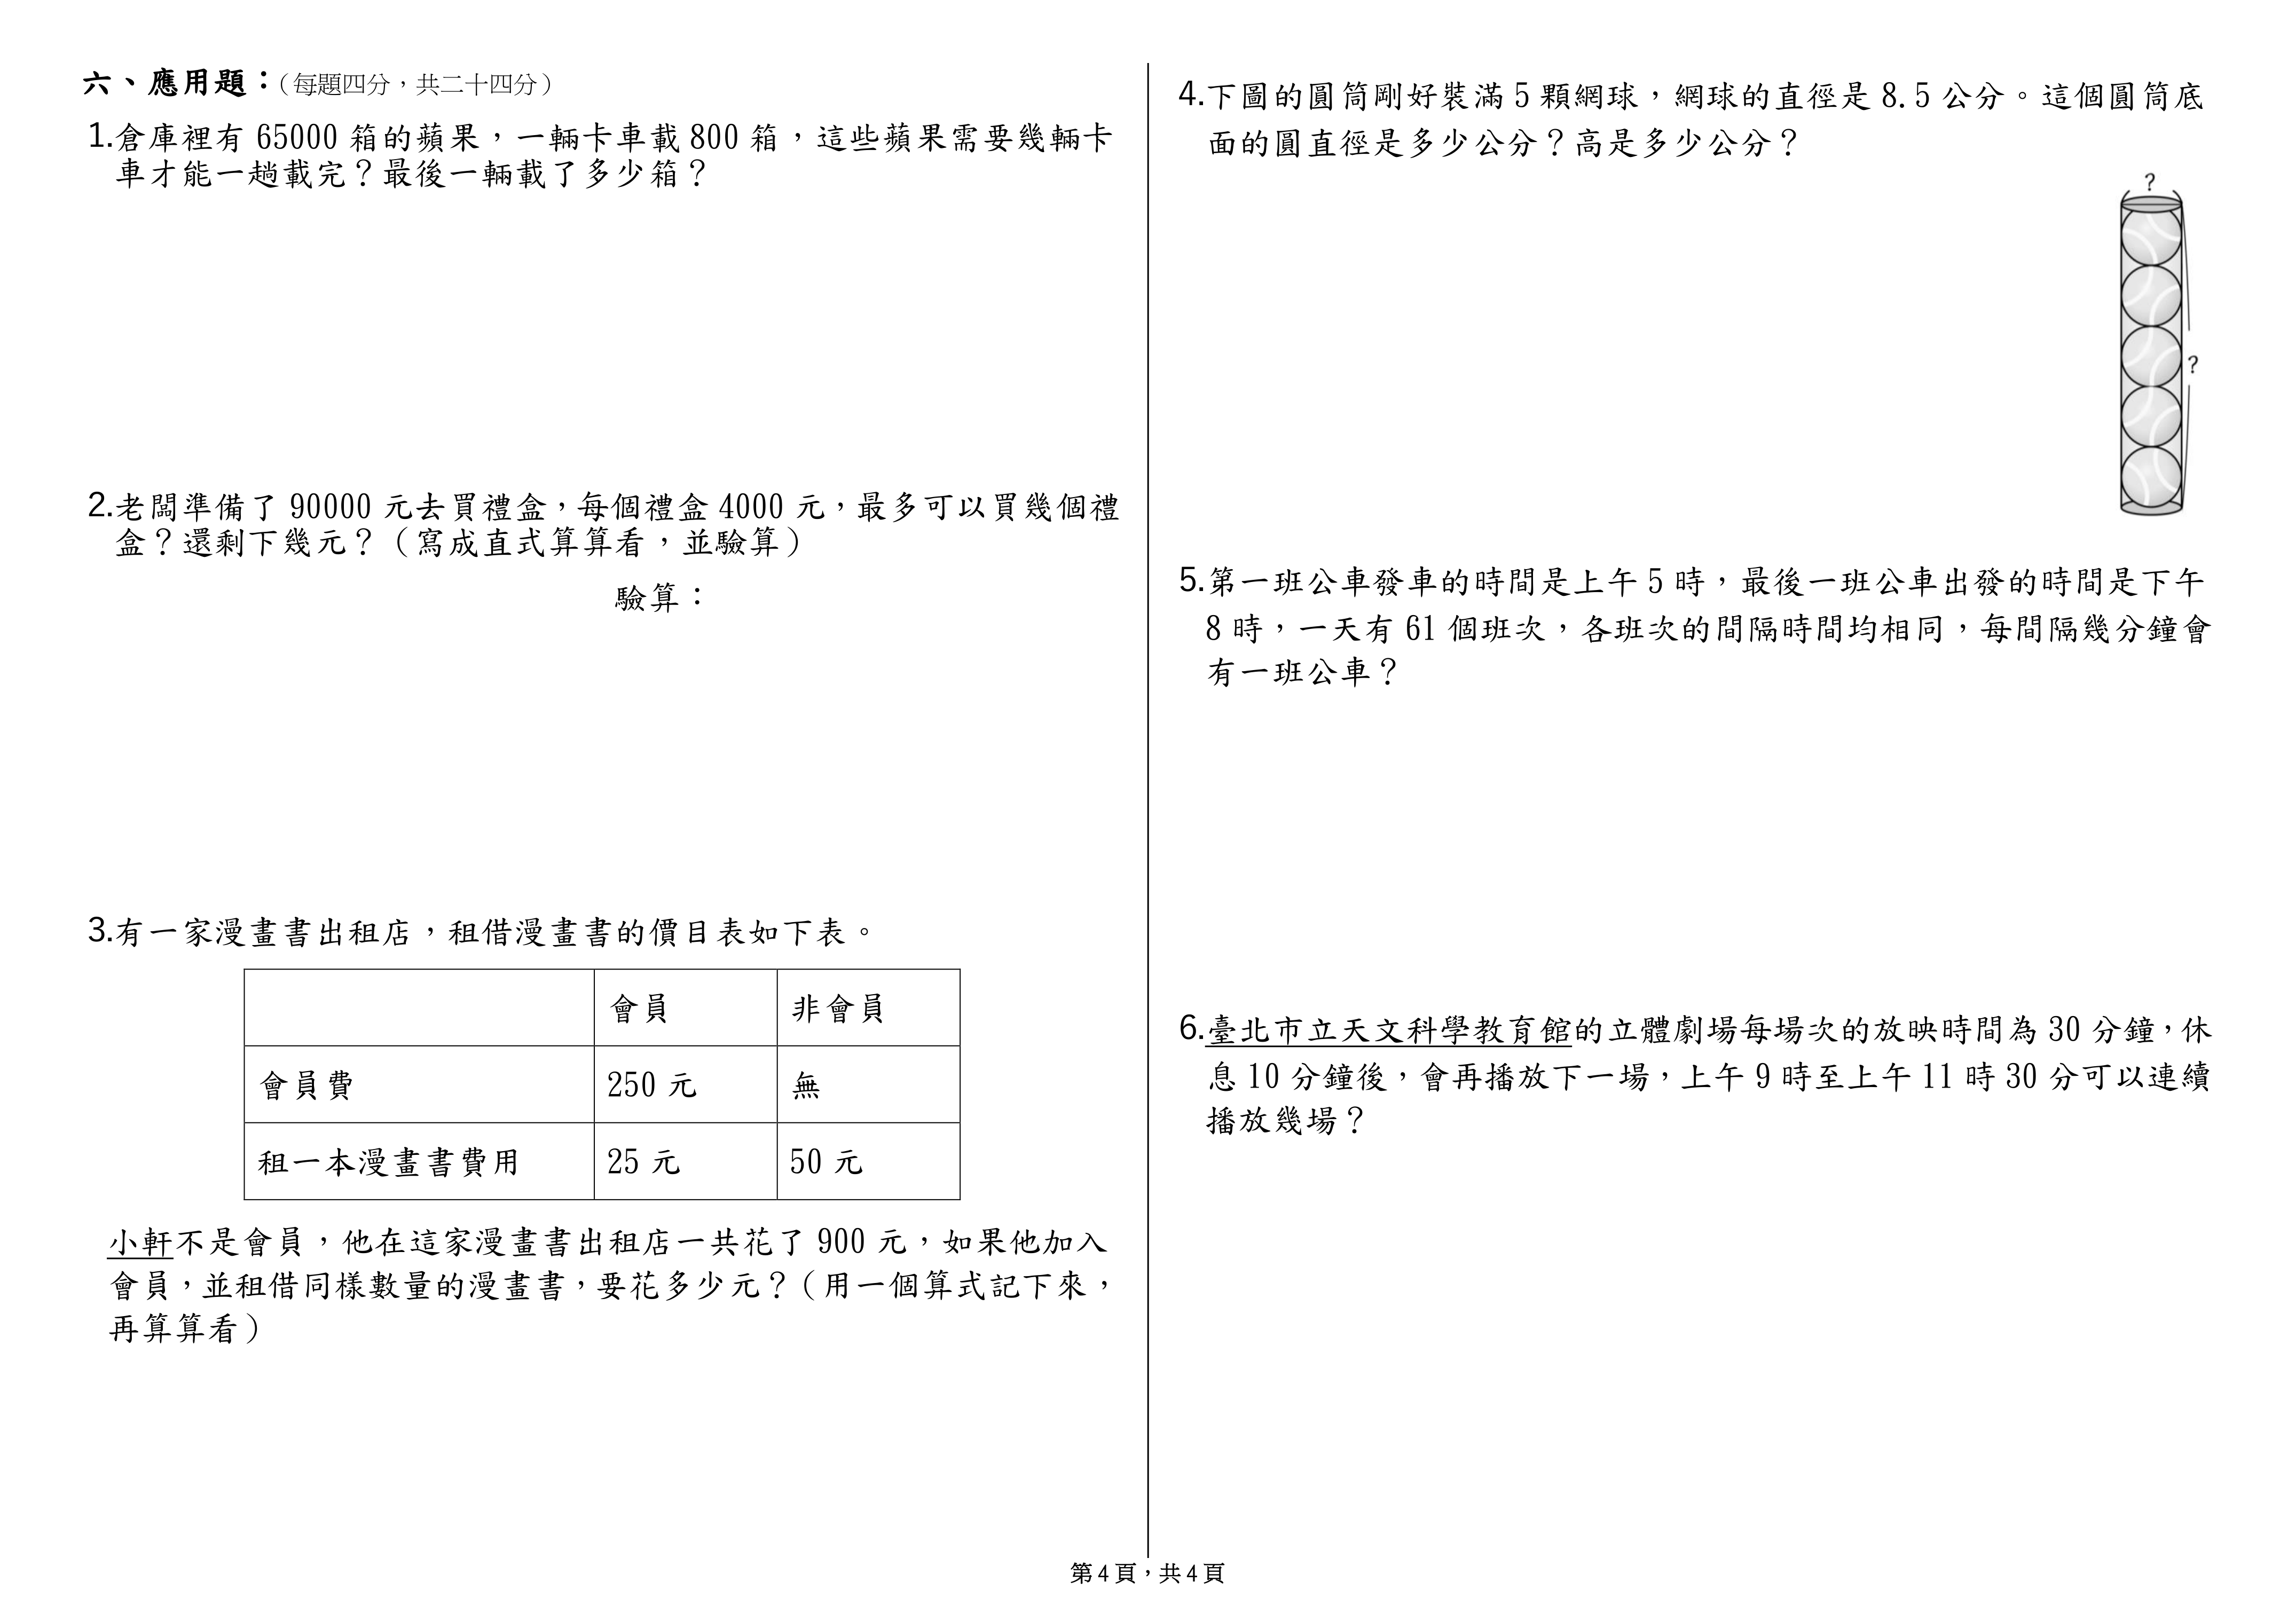 六、應用題：（每題四分，共二十四分）
1.倉庫裡有 65000 箱的蘋果，一輛卡車載 800 箱，這些蘋果需要幾輛卡
車才能一趟載完？最後一輛載了多少箱？
2.老闆準備了 90000 元去買禮盒，每個禮盒 4000 元，最多可以買幾個禮
盒？還剩下幾元？（寫成直式算算看，並驗算）
驗算：
3.有一家漫畫書出租店，租借漫畫書的價目表如下表。
會員 非會員
會員費 250 元 無
租一本漫畫書費用 25 元 50 元
小軒不是會員，他在這家漫畫書出租店一共花了 900 元，如果他加入
會員，並租借同樣數量的漫畫書，要花多少元？（用一個算式記下來，
再算算看）
4.下圖的圓筒剛好裝滿 5 顆網球，網球的直徑是 8.5 公分。這個圓筒底
面的圓直徑是多少公分？高是多少公分？
?
?
5.第一班公車發車的時間是上午 5 時，最後一班公車出發的時間是下午
8 時，一天有 61 個班次，各班次的間隔時間均相同，每間隔幾分鐘會
有一班公車？
6.臺北市立天文科學教育館的立體劇場每場次的放映時間為 30 分鐘，休
息 10 分鐘後，會再播放下一場，上午 9 時至上午 11 時 30 分可以連續
播放幾場？
第 4 頁，共 4 頁